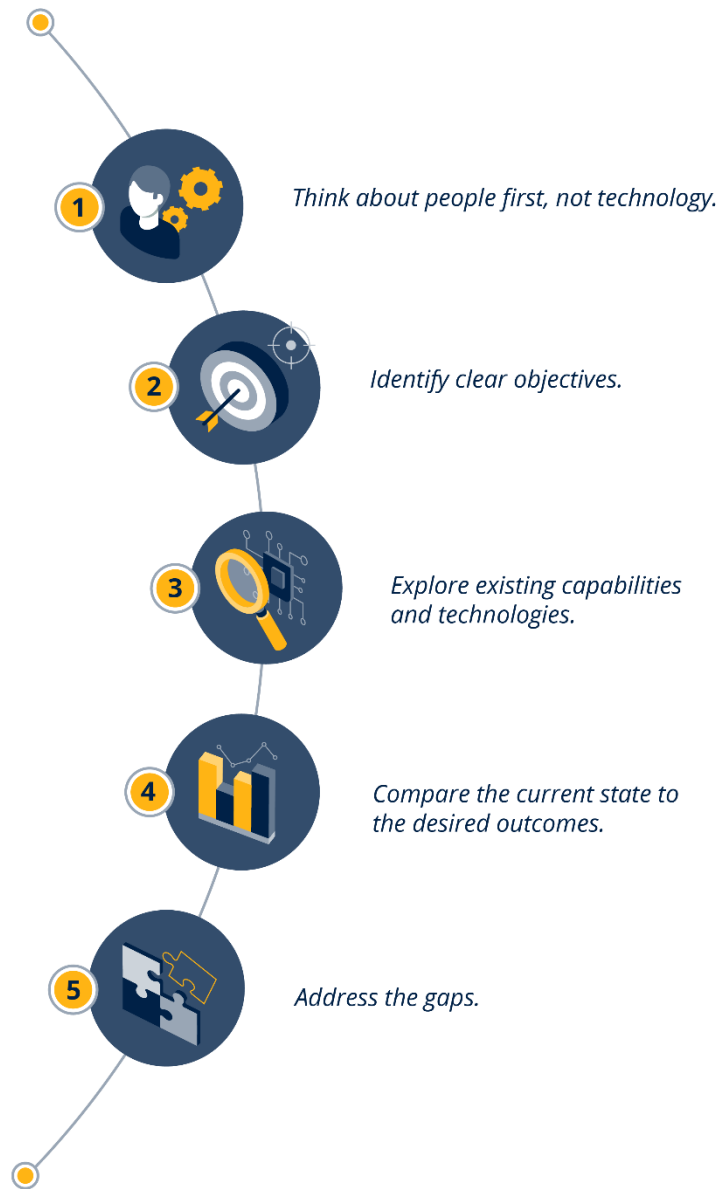 1
Think about people first, not technology.
2
Identify clear objectives.
3
Explore existing capabilities
and technologies.
4
Compare the current state to
the desired outcomes.
5
Address the gaps.